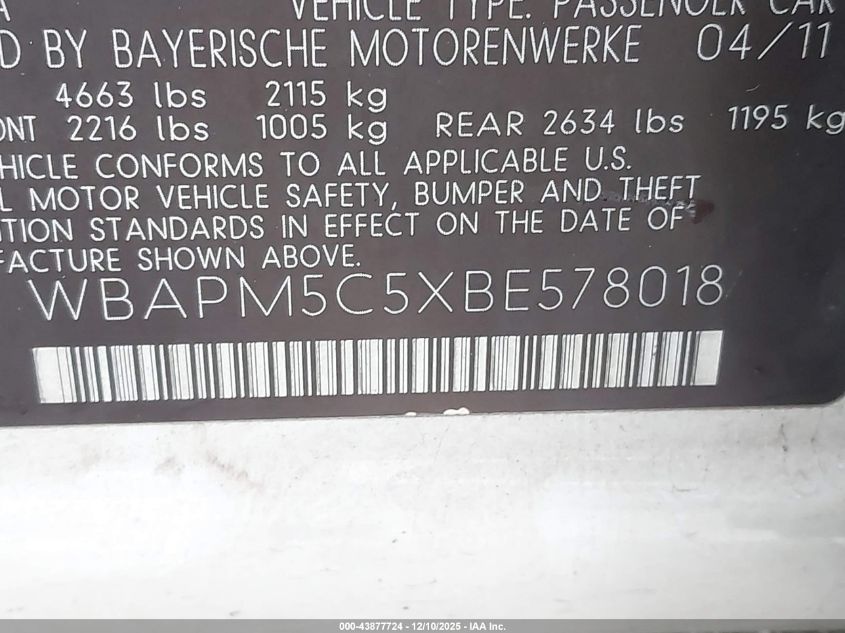 A VEHICLE TYPE: PASSENGER CAR
D BY BAYERISCHE MOTORENWERKE 04/11
4663 lbs 2115 kg
ONT 2216 lbs 1005 kg REAR 2634 lbs 1195 kg
EHICLE CONFORMS TO ALL APPLICABLE U.S.
L MOTOR VEHICLE SAFETY, BUMPER AND THEFT
NTION STANDARDS IN EFFECT ON THE DATE OF
FACTURE SHOWN ABOVE.
WBAPM5C5XBE578018
000-43877724 - 12/10/2025 - IAA Inc.